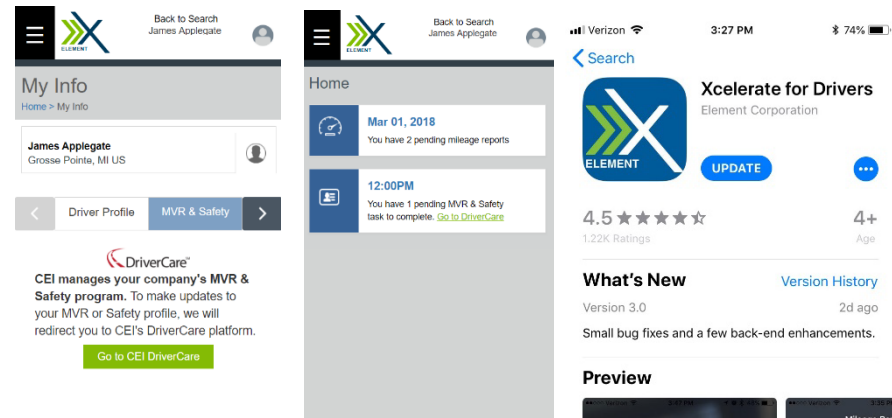 ELEMENT
Back to Search
James Applegate
My Info
Home > My Info
James Applegate
Grosse Pointe, MI US
Driver Profile
MVR & Safety
DriverCare
CEI manages your company's MVR &
Safety program. To make updates to
your MVR or Safety profile, we will
redirect you to CEI's DriverCare platform.
Go to CEI DriverCare
ELEMENT
Back to Search
James Applegate
Home
Mar 01, 2018
You have 2 pending mileage reports
12:00PM
You have 1 pending MVR & Safety
task to complete. Go to DriverCare
Verizon
3:27 PM
74%
Search
ELEMENT
Xcelerate for Drivers
Element Corporation
UPDATE
4.5
4+
1.22K Ratings
Age
What's New
Version History
Version 3.0
2d ago
Small bug fixes and a few back-end enhancements.
Preview